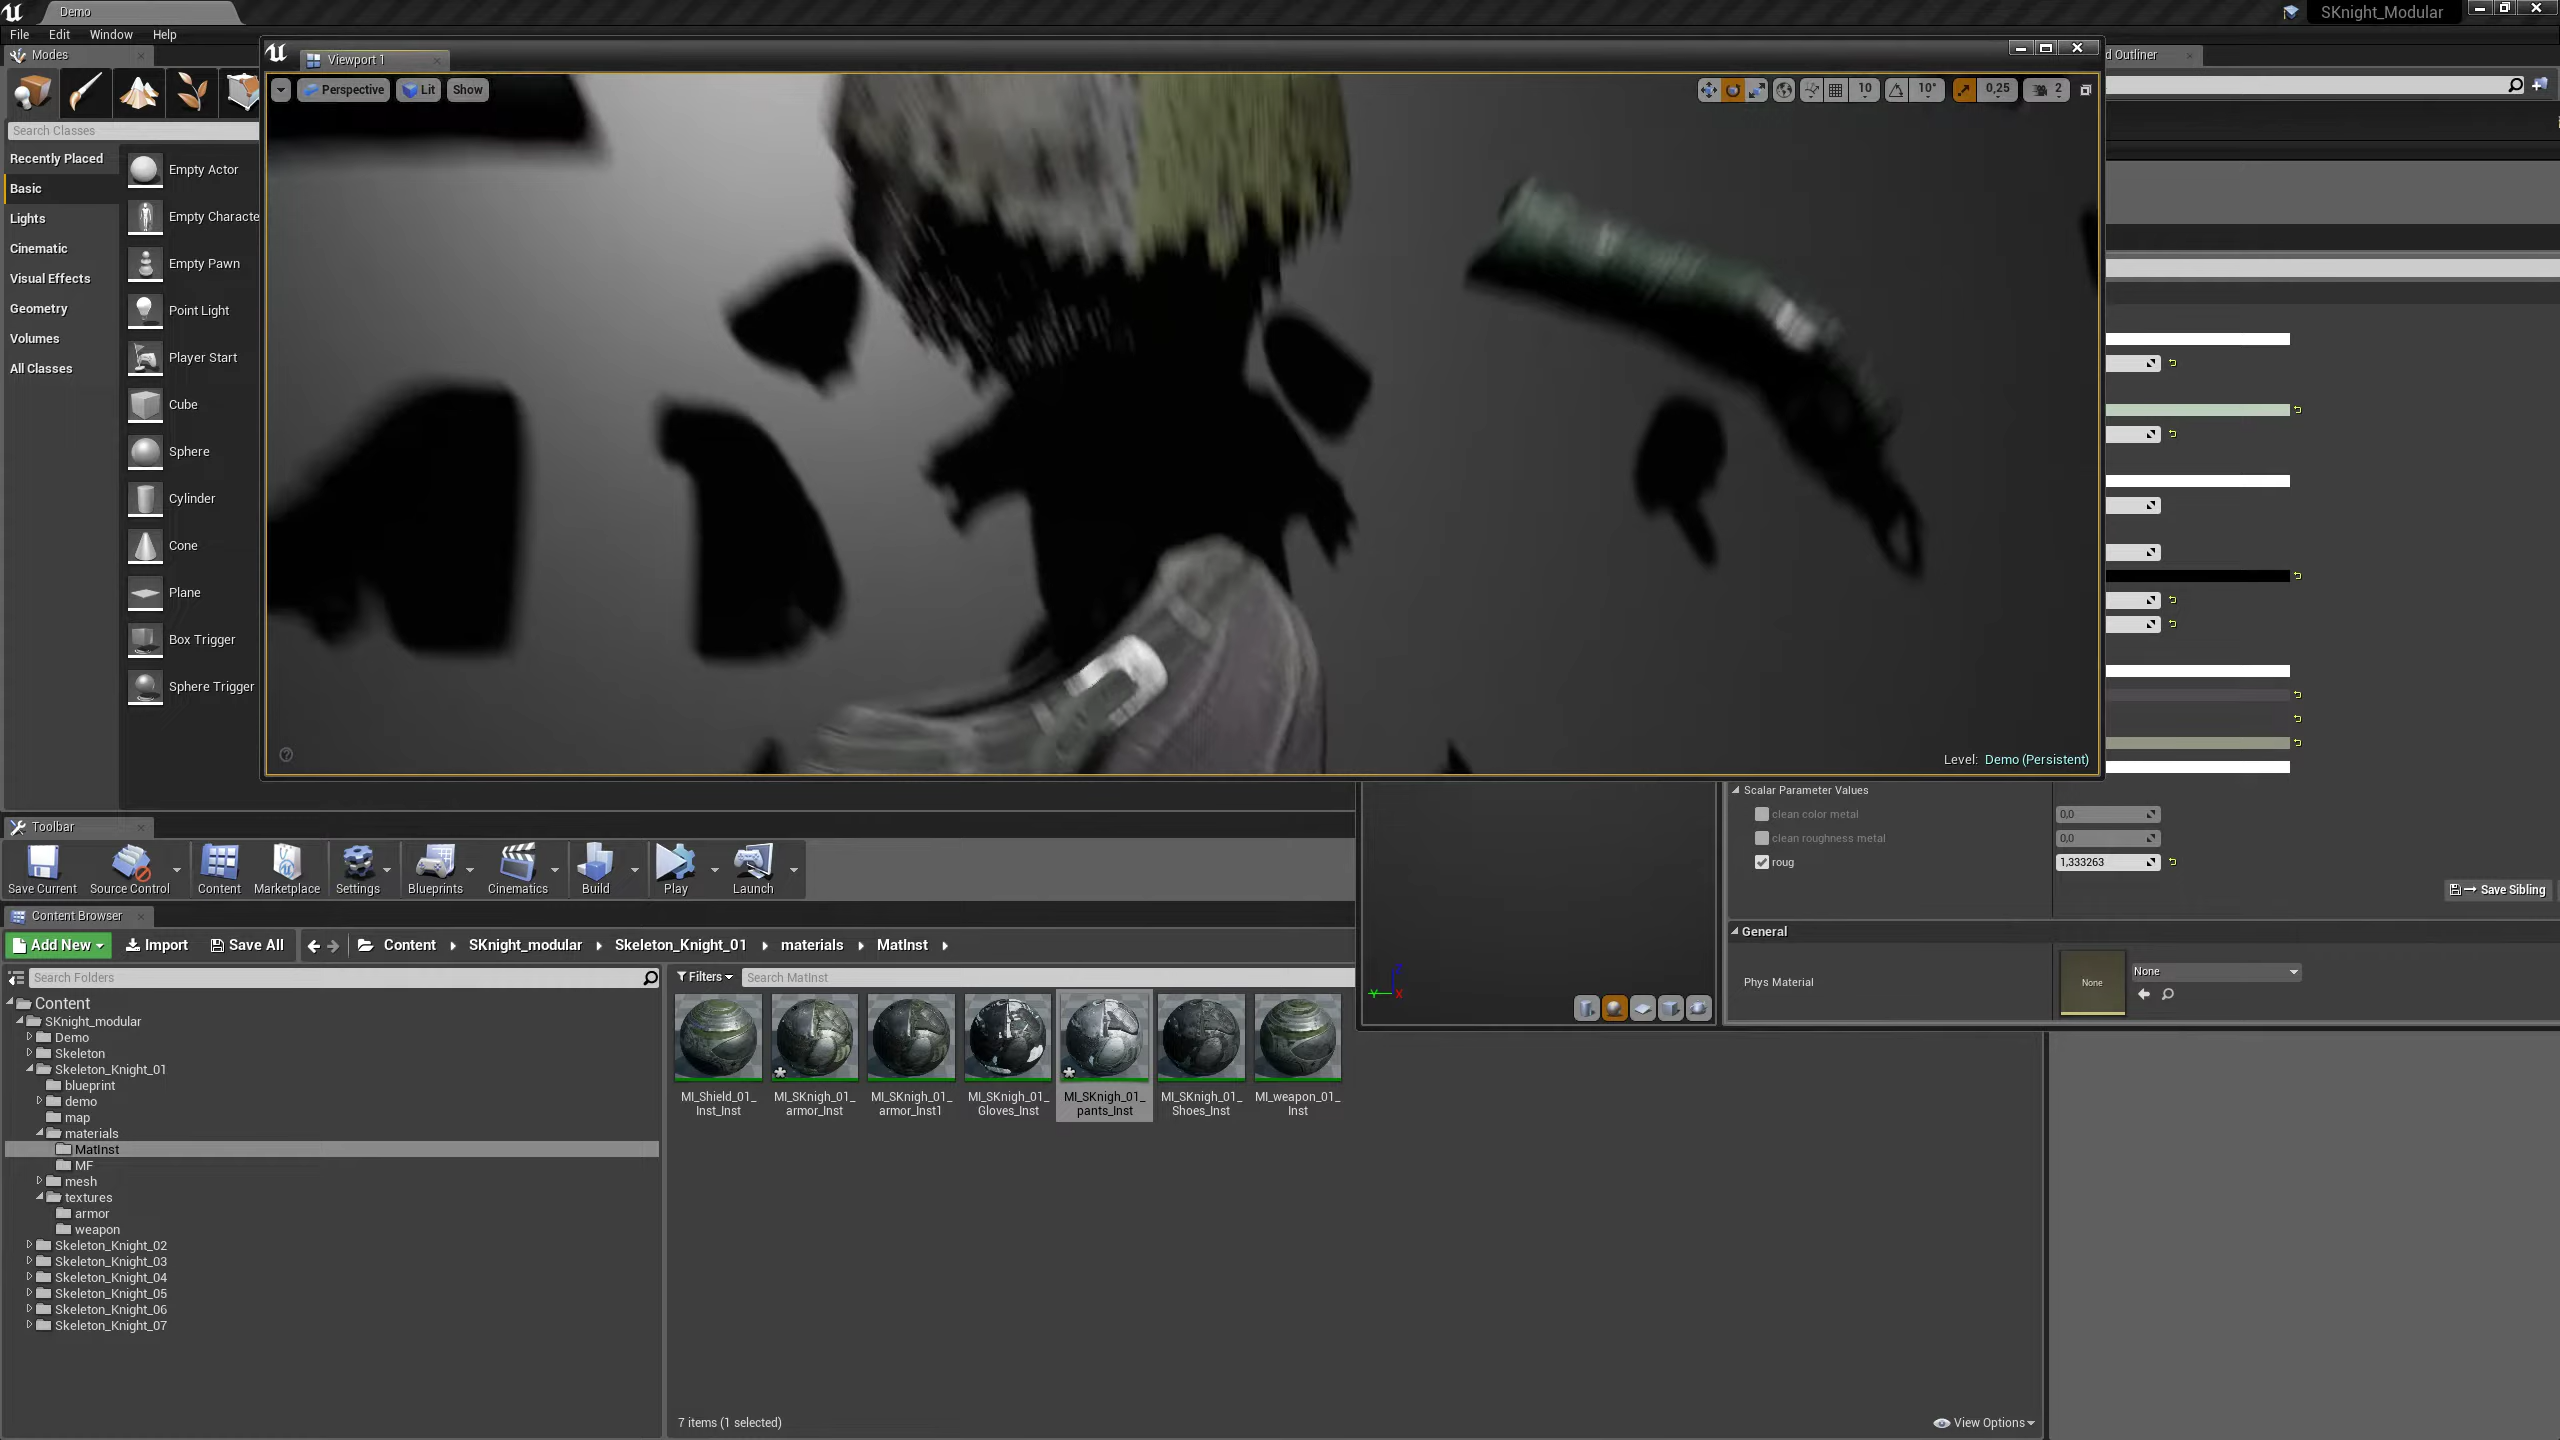 Demo
SKnight_Modular
File Edit Window Help
Modes
Viewport 1
d Outliner
Perspective Lit Show
10 10° 0,25 2
Search Classes
Recently Placed
Basic
Lights
Cinematic
Visual Effects
Geometry
Volumes
All Classes
Empty Actor
Empty Characte
Empty Pawn
Point Light
Player Start
Cube
Sphere
Cylinder
Cone
Plane
Box Trigger
Sphere Trigger
Level: Demo (Persistent)
Scalar Parameter Values
clean color metal 0,0
clean roughness metal 0,0
roug 1,333263
Save Sibling
General
Phys Material
None
None
Toolbar
Save Current
Source Control
Content
Marketplace
Settings
Blueprints
Cinematics
Build
Play
Launch
Content Browser
Add New Import Save All Content SKnight_modular Skeleton_Knight_01 materials MatInst
Search Folders
Filters Search MatInst
Content
SKnight_modular
Demo
Skeleton
Skeleton_Knight_01
blueprint
demo
map
materials
MatInst
MF
mesh
textures
armor
weapon
Skeleton_Knight_02
Skeleton_Knight_03
Skeleton_Knight_04
Skeleton_Knight_05
Skeleton_Knight_06
Skeleton_Knight_07
MI_Shield_01_
Inst_Inst
MI_SKnigh_01_
armor_Inst
MI_SKnigh_01_
armor_Inst1
MI_SKnigh_01_
Gloves_Inst
MI_SKnigh_01_
pants_Inst
MI_SKnigh_01_
Shoes_Inst
MI_weapon_01_
Inst
Y Z X
7 items (1 selected)
View Options